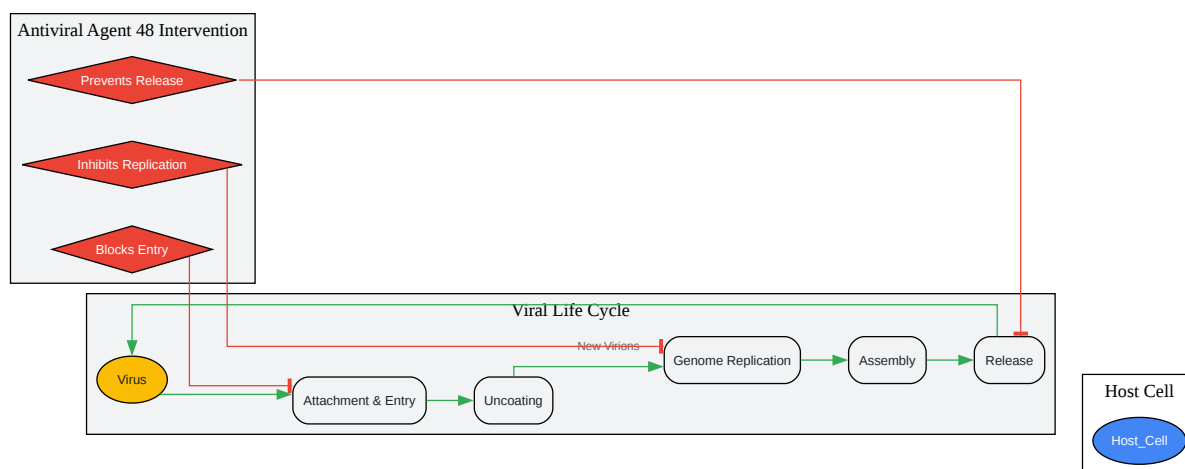 Antiviral Agent 48 Intervention
Prevents Release
Inhibits Replication
Blocks Entry
Viral Life Cycle
New Virions
Virus
Attachment & Entry
Uncoating
Genome Replication
Assembly
Release
Host Cell
Host_Cell